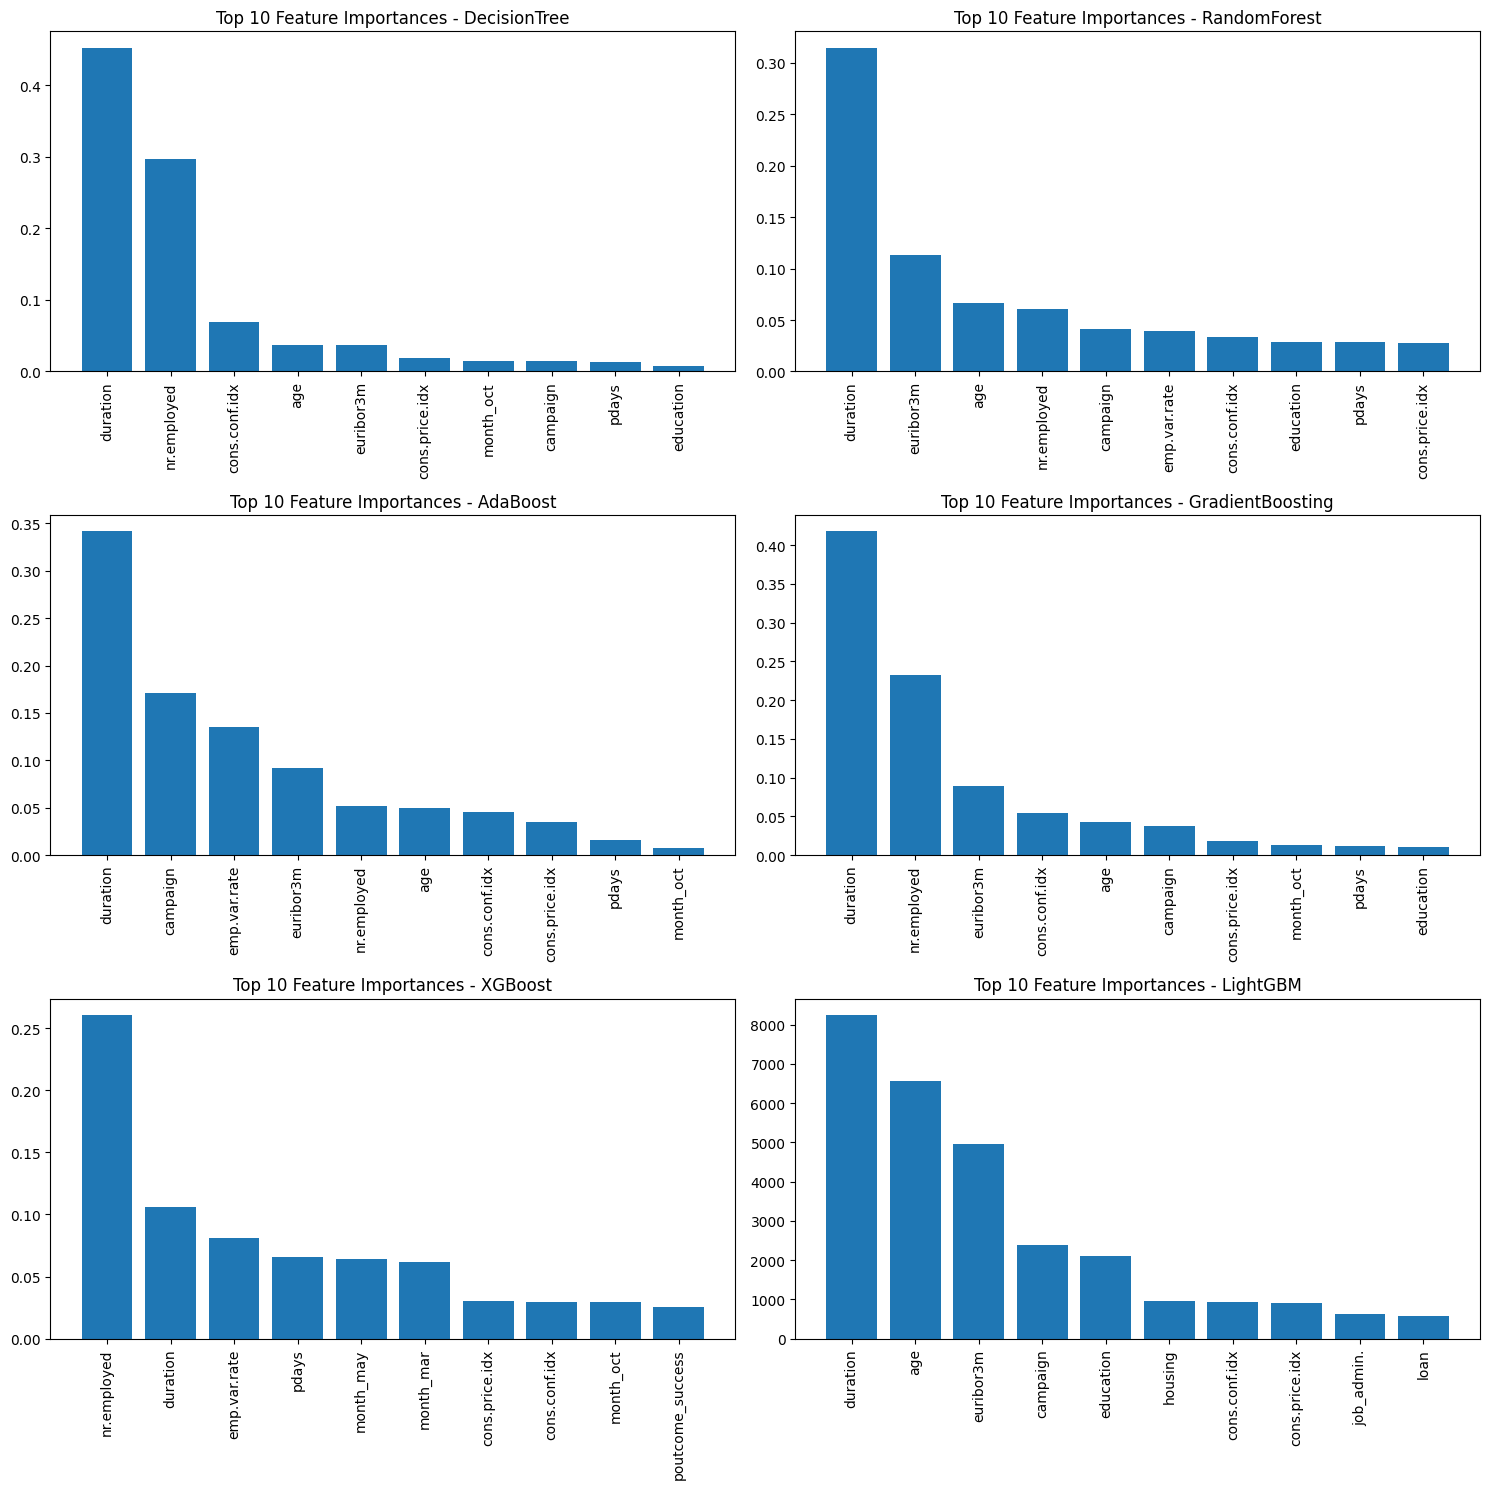 Top 10 Feature Importances - DecisionTree
0.4
0.3
0.2
0.1
0.0
duration
nr.employed
cons.conf.idx
age
euribor3m
cons.price.idx
month_oct
campaign
pdays
education
Top 10 Feature Importances - RandomForest
0.30
0.25
0.20
0.15
0.10
0.05
0.00
duration
euribor3m
age
nr.employed
campaign
emp.var.rate
cons.conf.idx
education
pdays
cons.price.idx
Top 10 Feature Importances - AdaBoost
0.35
0.30
0.25
0.20
0.15
0.10
0.05
0.00
duration
campaign
emp.var.rate
euribor3m
nr.employed
age
cons.conf.idx
cons.price.idx
pdays
month_oct
Top 10 Feature Importances - GradientBoosting
0.40
0.35
0.30
0.25
0.20
0.15
0.10
0.05
0.00
duration
nr.employed
euribor3m
cons.conf.idx
age
campaign
cons.price.idx
month_oct
pdays
education
Top 10 Feature Importances - XGBoost
0.25
0.20
0.15
0.10
0.05
0.00
nr.employed
duration
emp.var.rate
pdays
month_may
month_mar
cons.price.idx
cons.conf.idx
month_oct
poutcome_success
Top 10 Feature Importances - LightGBM
8000
7000
6000
5000
4000
3000
2000
1000
0
duration
age
euribor3m
campaign
education
housing
cons.conf.idx
cons.price.idx
job_admin.
loan